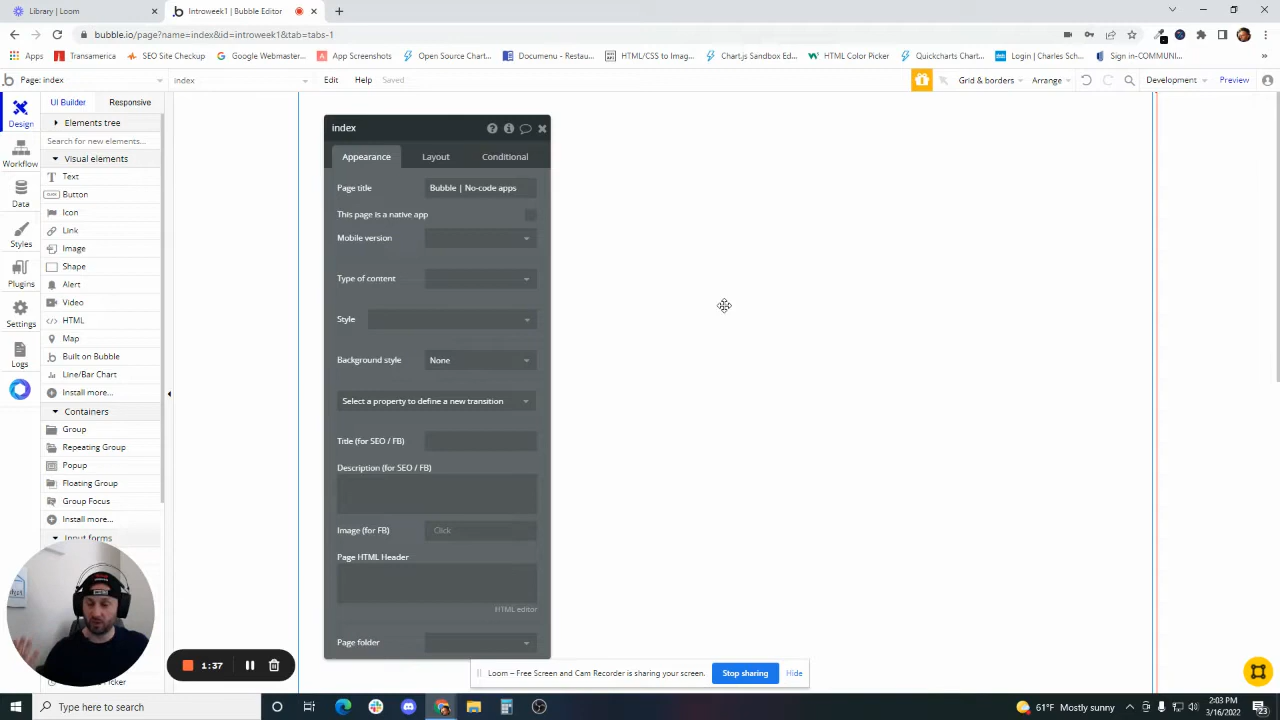 Library | Loom
Introweek1 | Bubble Editor
bubble.io/page?name=index&id=introweek1&tab=tabs-1
Apps
Transamerica
SEO Site Checkup
Google Webmaster...
App Screenshots
Open Source Chart...
Documenu - Restaut...
HTML/CSS to Imag...
Chart.js Sandbox Ed...
HTML Color Picker
Quickcharts Chartin...
Login | Charles Sch...
Sign in-COMMUNI...
Page: index
index
Edit
Help
Saved
Grid & borders
Arrange
Development
Preview
UI Builder
Responsive
Design
Workflow
Data
Styles
Plugins
Settings
Logs
Elements tree
Search for new elements...
Visual elements
Text
Button
Icon
Link
Image
Shape
Alert
Video
HTML
Map
Built on Bubble
Line/Bar Chart
Install more...
Containers
Group
Repeating Group
Popup
Floating Group
Group Focus
Install more...
Input forms
index
Appearance
Layout
Conditional
Page title
Bubble | No-code apps
This page is a native app
Mobile version
Type of content
Style
Background style
None
Select a property to define a new transition
Title (for SEO / FB)
Description (for SEO / FB)
Image (for FB)
Click
Page HTML Header
HTML editor
Page folder
1:37
Loom – Free Screen and Cam Recorder is sharing your screen.
Stop sharing
Hide
Type here to search
61°F Mostly sunny
2:03 PM
3/16/2022
23